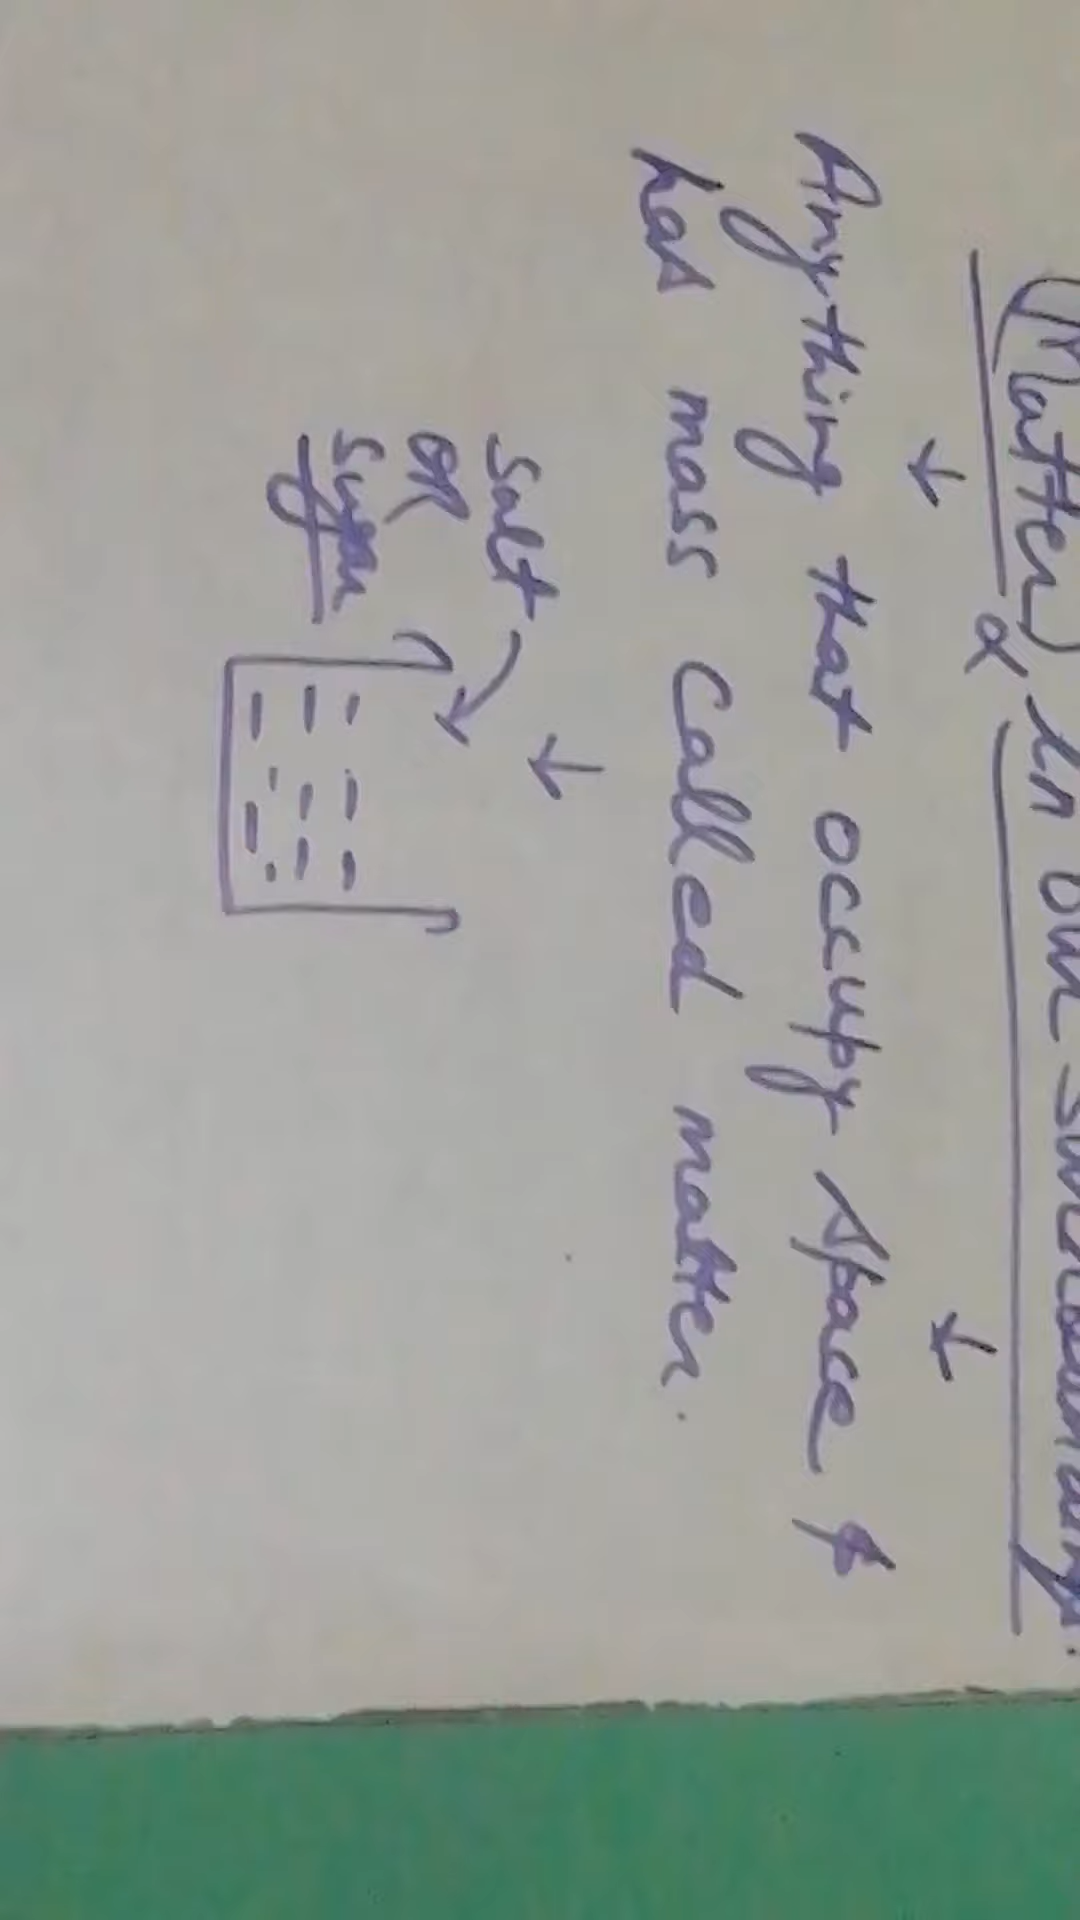 (Matter) in our surroundings.
Anything that occupy space &
has mass called matter.
Salt
or
Sugar